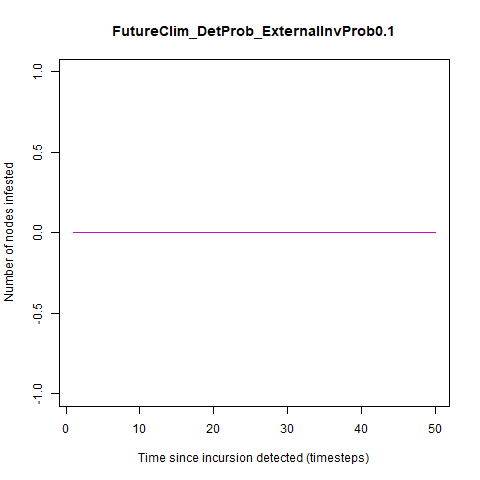 FutureClim_DetProb_ExternalInvProb0.1
Number of nodes infested
1.0
0.5
0.0
-0.5
-1.0
0 10 20 30 40 50
Time since incursion detected (timesteps)